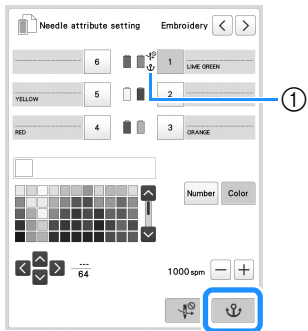 Needle attribute setting Embroidery < >
6 1 LIME GREEN
YELLOW 5 2
RED 4 3 ORANGE
①
Number Color
---
64
1000 spm − +